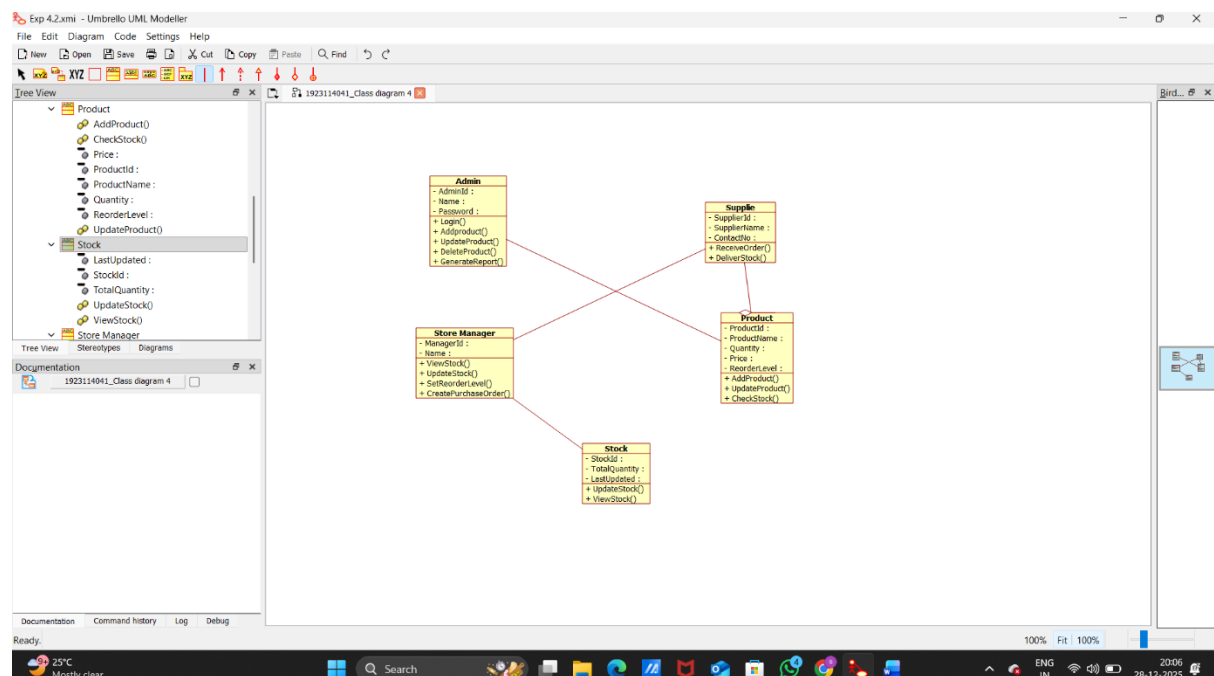 Exp 4.2.xmi - Umbrello UML Modeller
File Edit Diagram Code Settings Help
New Open Save Cut Copy Paste Find
XYZ XYZ
Tree View
1923114041_Class diagram 4
Bird...
Product
AddProduct()
CheckStock()
Price :
ProductId :
ProductName :
Quantity :
ReorderLevel :
UpdateProduct()
Stock
LastUpdated :
StockId :
TotalQuantity :
UpdateStock()
ViewStock()
Store Manager
Tree View Stereotypes Diagrams
Documentation
1923114041_Class diagram 4
Admin
- AdminId :
- Name :
- Password :
+ Login()
+ Addproduct()
+ UpdateProduct()
+ DeleteProduct()
+ GenerateReport()
Supplie
- SupplierId :
- SupplierName :
- ContactNo :
+ ReceiveOrder()
+ DeliverStock()
Store Manager
- ManagerId :
- Name :
+ ViewStock()
+ UpdateStock()
+ SetReorderLevel()
+ CreatePurchaseOrder()
Product
- ProductId :
- ProductName :
- Quantity :
- Price :
- ReorderLevel :
+ AddProduct()
+ UpdateProduct()
+ CheckStock()
Stock
- StockId :
- TotalQuantity :
- LastUpdated :
+ UpdateStock()
+ ViewStock()
Documentation Command history Log Debug
Ready.
100% Fit 100%
25°C
Mostly clear
Search
ENG
IN
20:06
28-12-2025